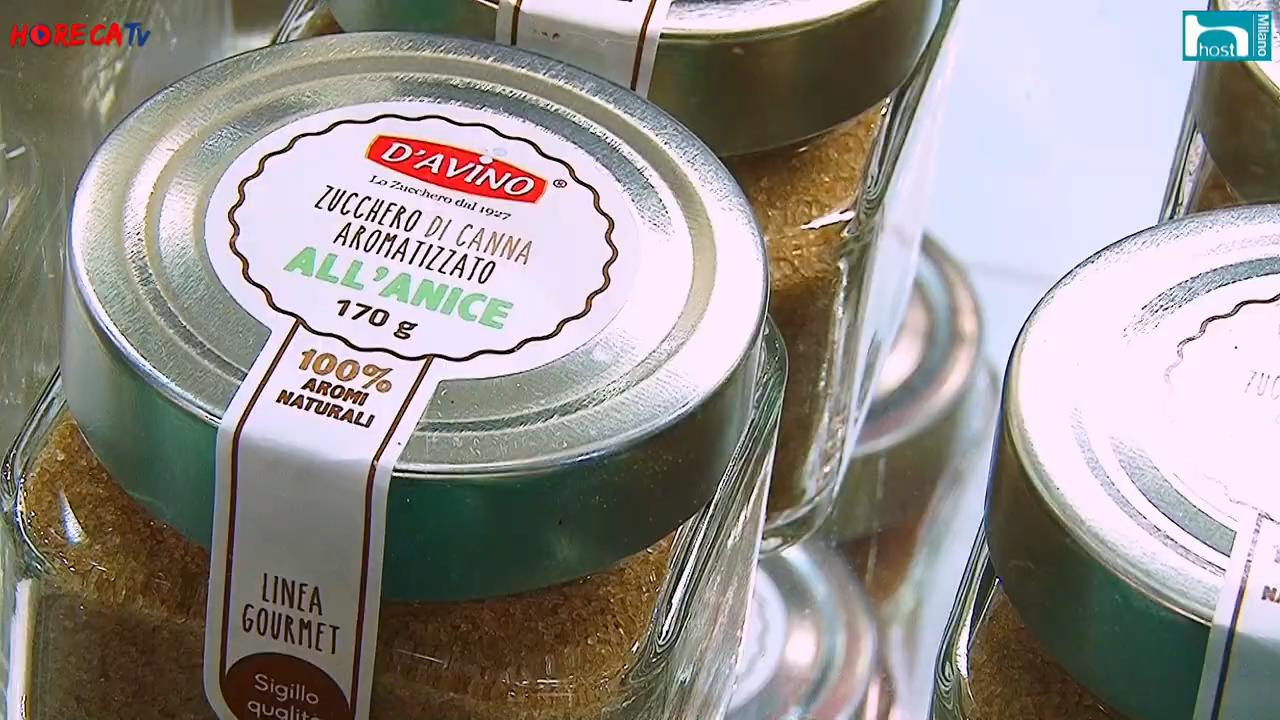 HORECATV
host
Milano
D'AVINO®
Lo Zucchero dal 1927
ZUCCHERO DI CANNA
AROMATIZZATO
ALL'ANICE
170 g
100%
AROMI
NATURALI
LINEA
GOURMET
Sigillo
qualità